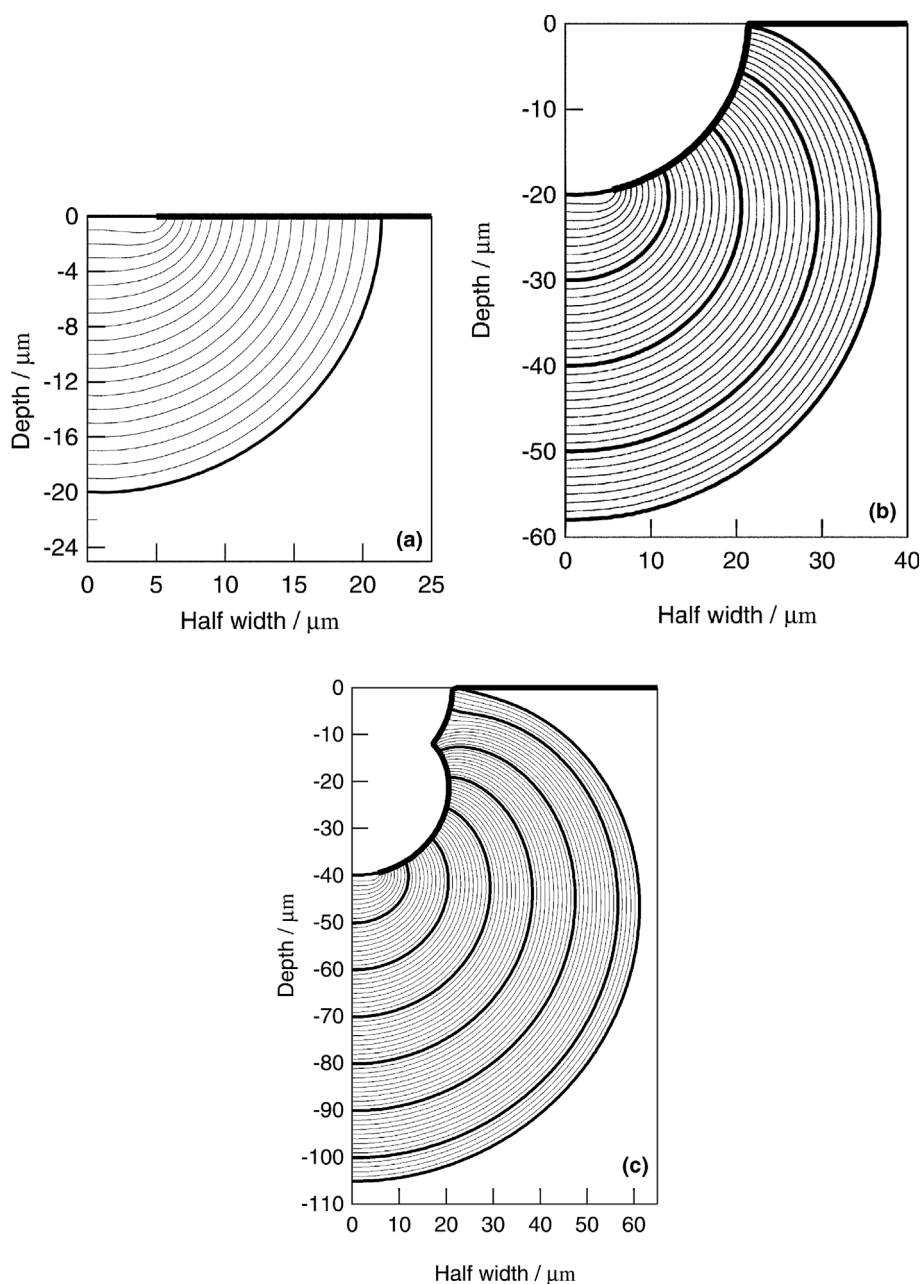 0
-4
-8
-12
-16
-20
-24
Depth / μm
0 5 10 15 20 25
Half width / μm
(a)
0
-10
-20
-30
-40
-50
-60
Depth / μm
0 10 20 30 40
Half width / μm
(b)
0
-10
-20
-30
-40
-50
-60
-70
-80
-90
-100
-110
Depth / μm
0 10 20 30 40 50 60
Half width / μm
(c)